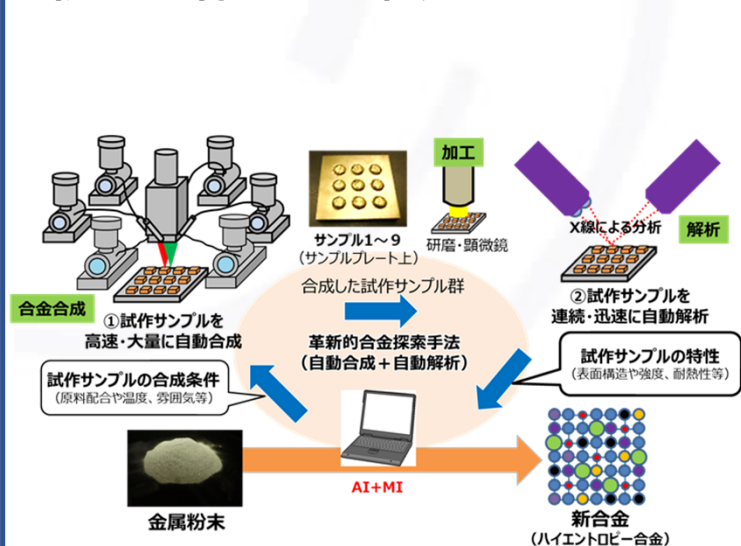 加工
サンプル1～9
(サンプルプレート上)
研磨・顕微鏡
X線による分析
解析
合金合成
①試作サンプルを
高速・大量に自動合成
合成した試作サンプル群
②試作サンプルを
連続・迅速に自動解析
革新的合金探索手法
(自動合成＋自動解析)
試作サンプルの合成条件
(原料配合や温度、雰囲気等)
試作サンプルの特性
(表面構造や強度、耐熱性等)
AI+MI
金属粉末
新合金
(ハイエントロピー合金)